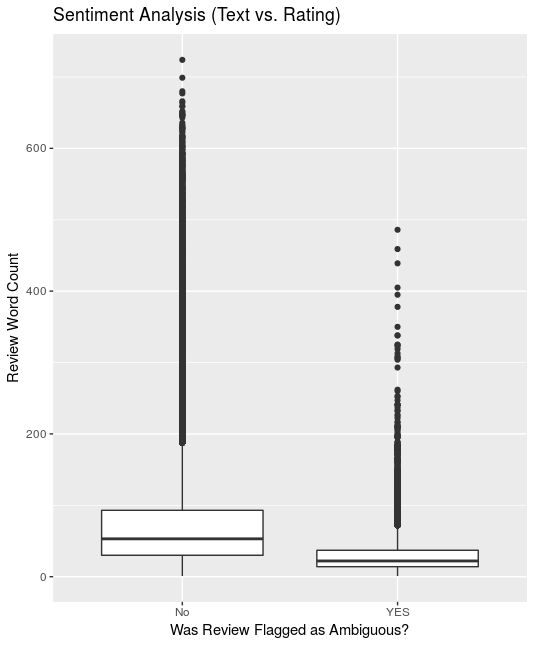 Sentiment Analysis (Text vs. Rating)
Review Word Count
600
400
200
0
No
YES
Was Review Flagged as Ambiguous?